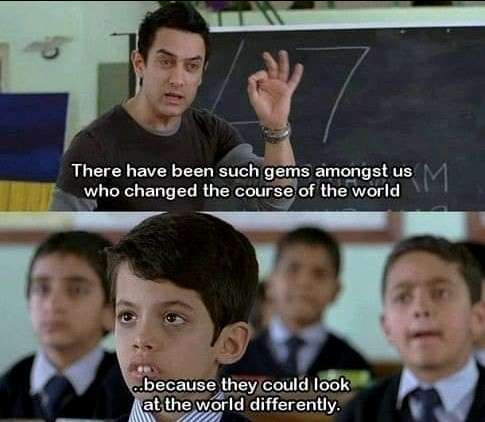 There have been such gems amongst us
who changed the course of the world
...because they could look
at the world differently.